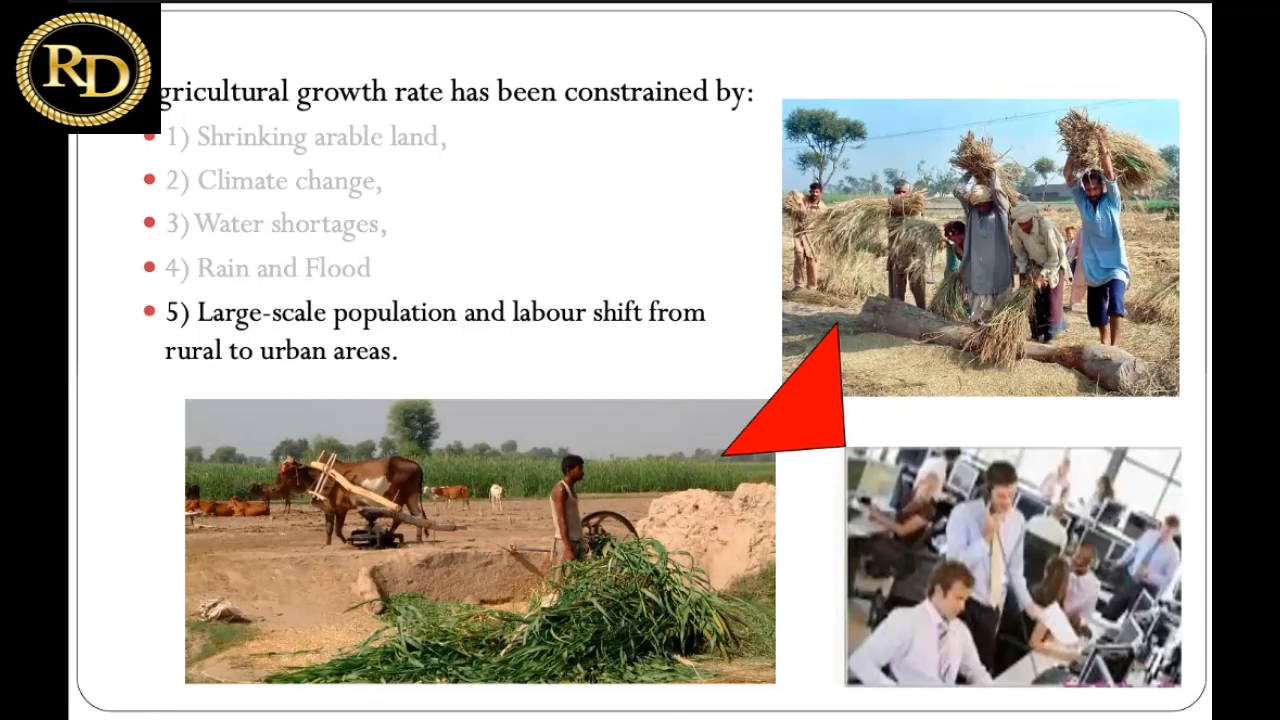 RD
gricultural growth rate has been constrained by:
1) Shrinking arable land,
2) Climate change,
3) Water shortages,
4) Rain and Flood
5) Large-scale population and labour shift from
rural to urban areas.